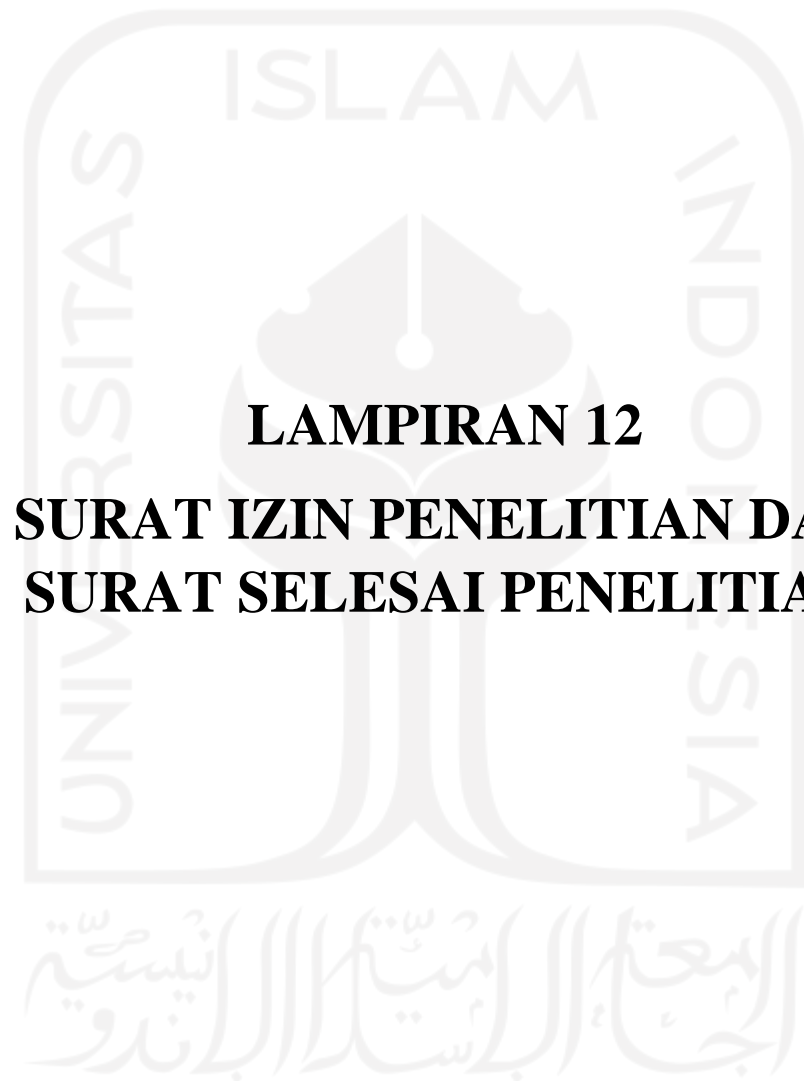 ISLAM
UNIVERSITAS
INDONESIA
LAMPIRAN 12
SURAT IZIN PENELITIAN DA
SURAT SELESAI PENELITIA